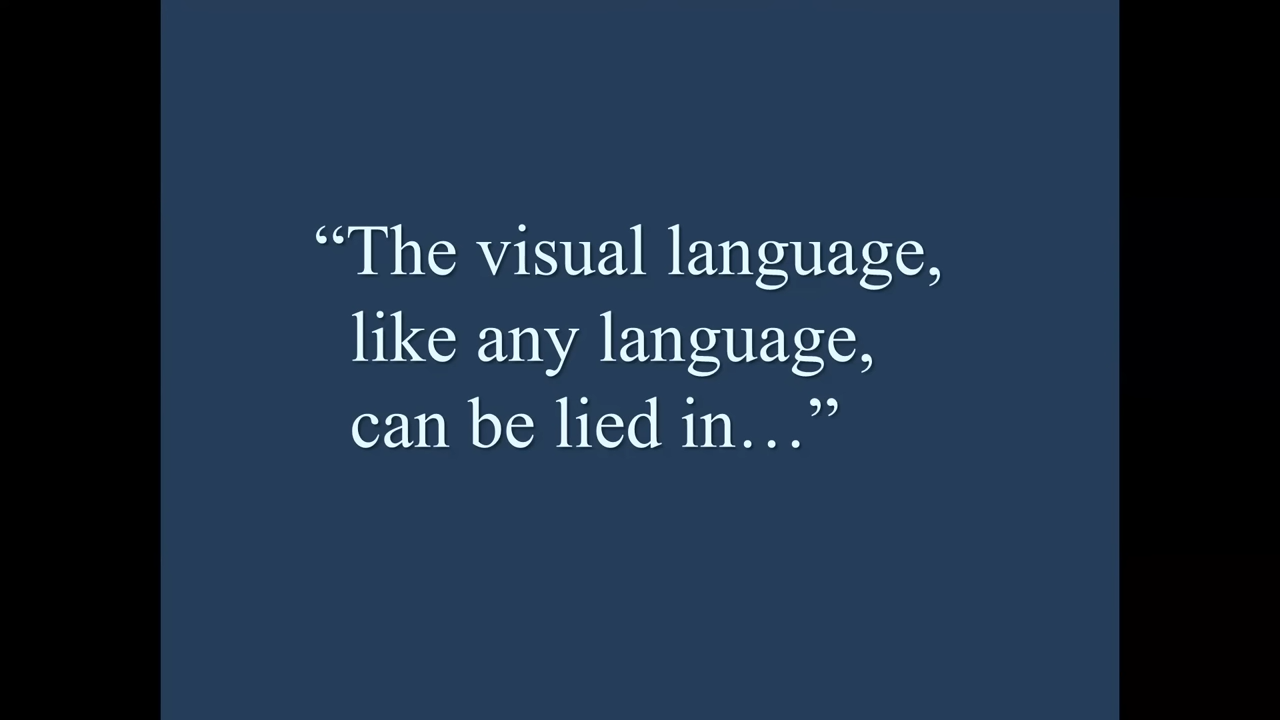 “The visual language,
like any language,
can be lied in…”